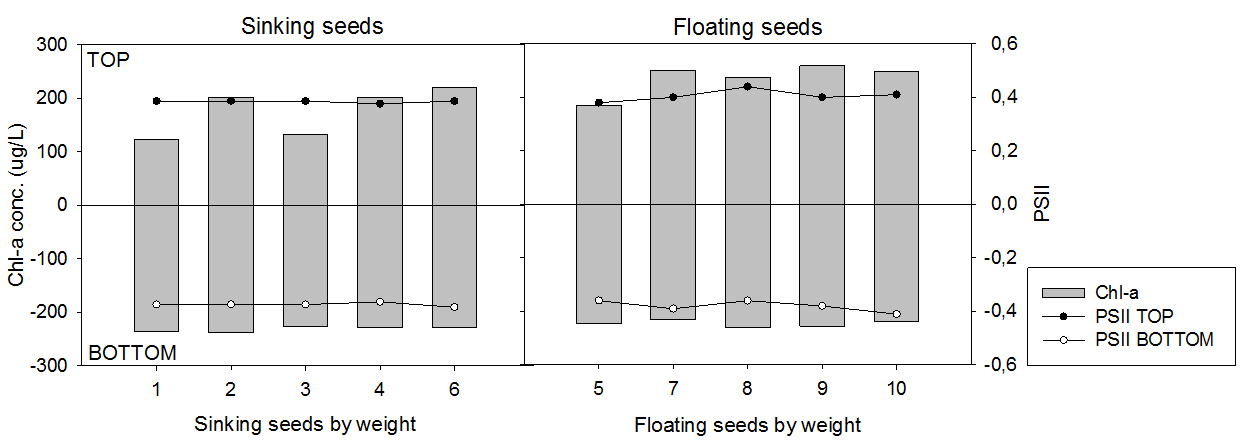 Sinking seeds
Floating seeds
TOP
BOTTOM
300
200
100
0
-100
-200
-300
Chl-a conc. (ug/L)
1 2 3 4 6
Sinking seeds by weight
5 7 8 9 10
Floating seeds by weight
0,6
0,4
0,2
0,0
-0,2
-0,4
-0,6
PSII
Chl-a
PSII TOP
PSII BOTTOM